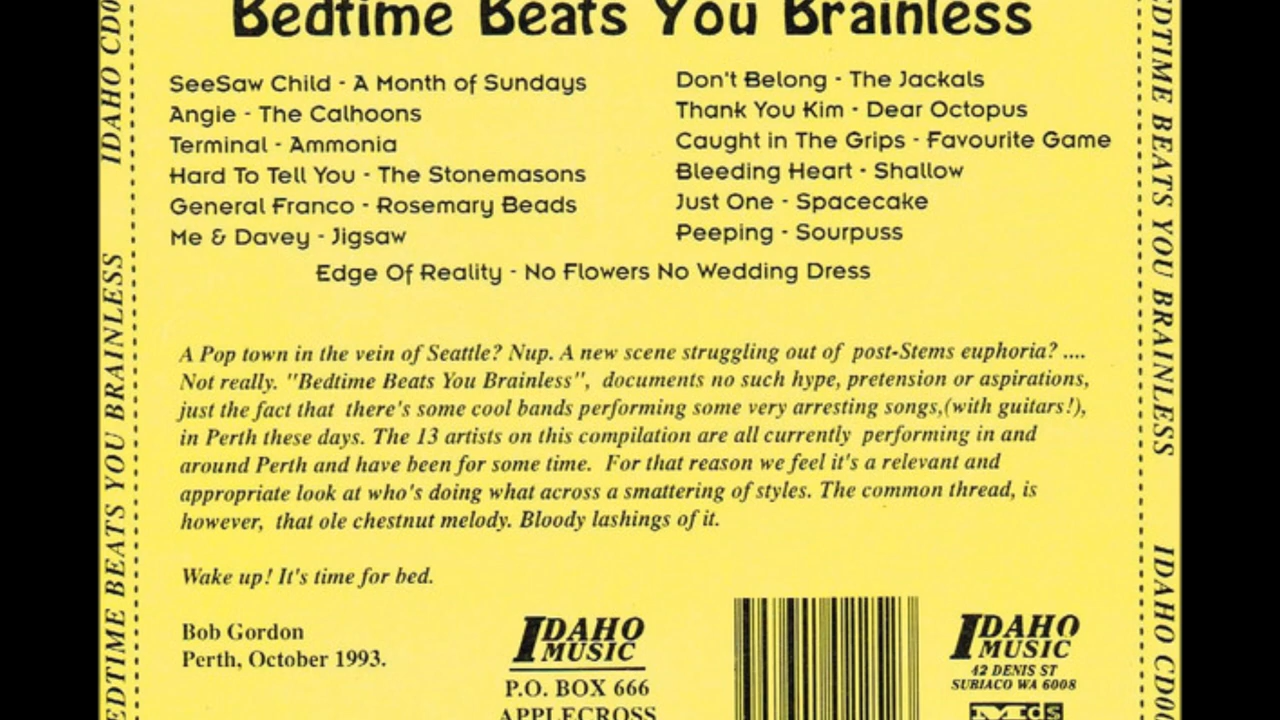 Bedtime Beats You Brainless
SeeSaw Child - A Month of Sundays
Angie - The Calhoons
Terminal - Ammonia
Hard To Tell You - The Stonemasons
General Franco - Rosemary Beads
Me & Davey - Jigsaw
Don't Belong - The Jackals
Thank You Kim - Dear Octopus
Caught in The Grips - Favourite Game
Bleeding Heart - Shallow
Just One - Spacecake
Peeping - Sourpuss
Edge Of Reality - No Flowers No Wedding Dress
A Pop town in the vein of Seattle? Nup. A new scene struggling out of post-Stems euphoria? ....
Not really. "Bedtime Beats You Brainless", documents no such hype, pretension or aspirations,
just the fact that there's some cool bands performing some very arresting songs,(with guitars!),
in Perth these days. The 13 artists on this compilation are all currently performing in and
around Perth and have been for some time. For that reason we feel it's a relevant and
appropriate look at who's doing what across a smattering of styles. The common thread, is
however, that ole chestnut melody. Bloody lashings of it.
Wake up! It's time for bed.
Bob Gordon
Perth, October 1993.
IDAHO
MUSIC
P.O. BOX 666
APPLECROSS
IDAHO
MUSIC
42 DENIS ST
SUBIACO WA 6008
MDS
EDTIME BEATS YOU BRAINLESS
IDAHO CD0
EDTIME BEATS YOU BRAINLESS
IDAHO CD00